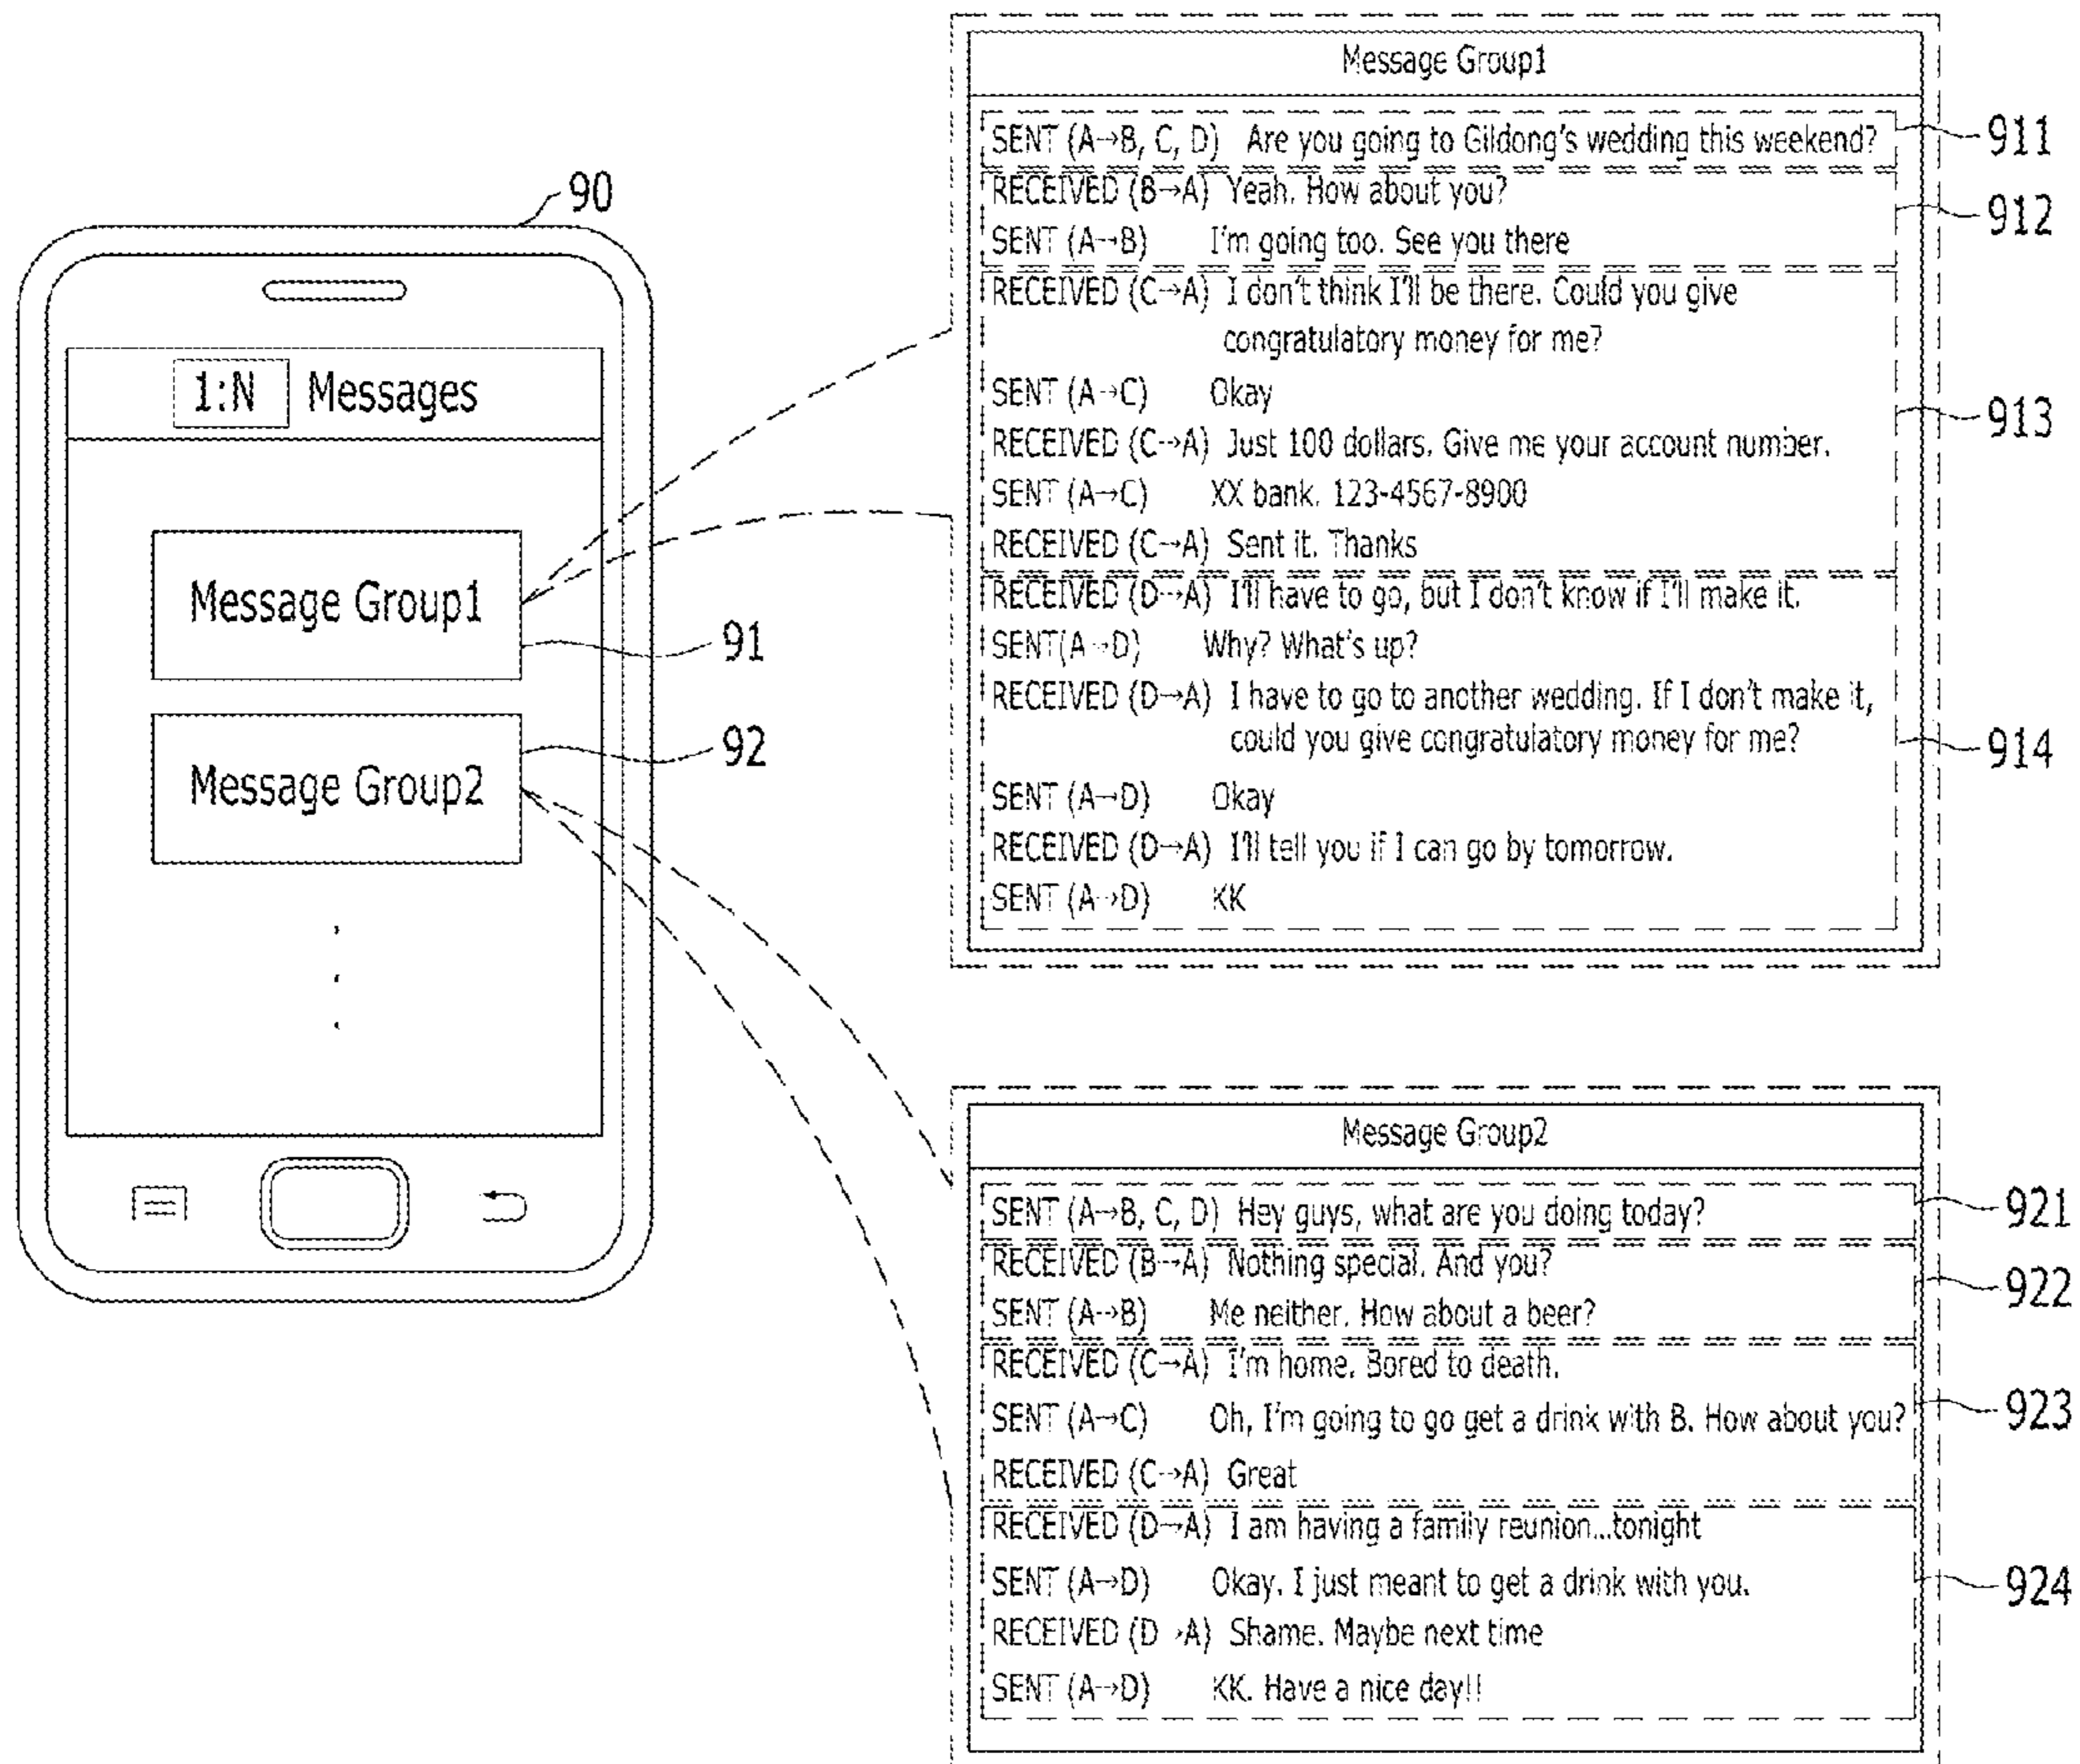 90
1:N Messages
Message Group1
91
Message Group2
92
Message Group1
SENT (A→B, C, D) Are you going to Gildong's wedding this weekend?
911
RECEIVED (B→A) Yeah. How about you?
912
SENT (A→B) I'm going too. See you there
RECEIVED (C→A) I don't think I'll be there. Could you give
congratulatory money for me?
SENT (A→C) Okay
913
RECEIVED (C→A) Just 100 dollars. Give me your account number.
SENT (A→C) XX bank. 123-4567-8900
RECEIVED (C→A) Sent it. Thanks
RECEIVED (D→A) I'll have to go, but I don't know if I'll make it.
SENT(A→D) Why? What's up?
RECEIVED (D→A) I have to go to another wedding. If I don't make it,
could you give congratulatory money for me?
914
SENT (A→D) Okay
RECEIVED (D→A) I'll tell you if I can go by tomorrow.
SENT (A→D) KK
Message Group2
SENT (A→B, C, D) Hey guys, what are you doing today?
921
RECEIVED (B→A) Nothing special. And you?
922
SENT (A→B) Me neither. How about a beer?
RECEIVED (C→A) I'm home. Bored to death.
SENT (A→C) Oh, I'm going to go get a drink with B. How about you?
923
RECEIVED (C→A) Great
RECEIVED (D→A) I am having a family reunion...tonight
SENT (A→D) Okay. I just meant to get a drink with you.
924
RECEIVED (D→A) Shame. Maybe next time
SENT (A→D) KK. Have a nice day!!